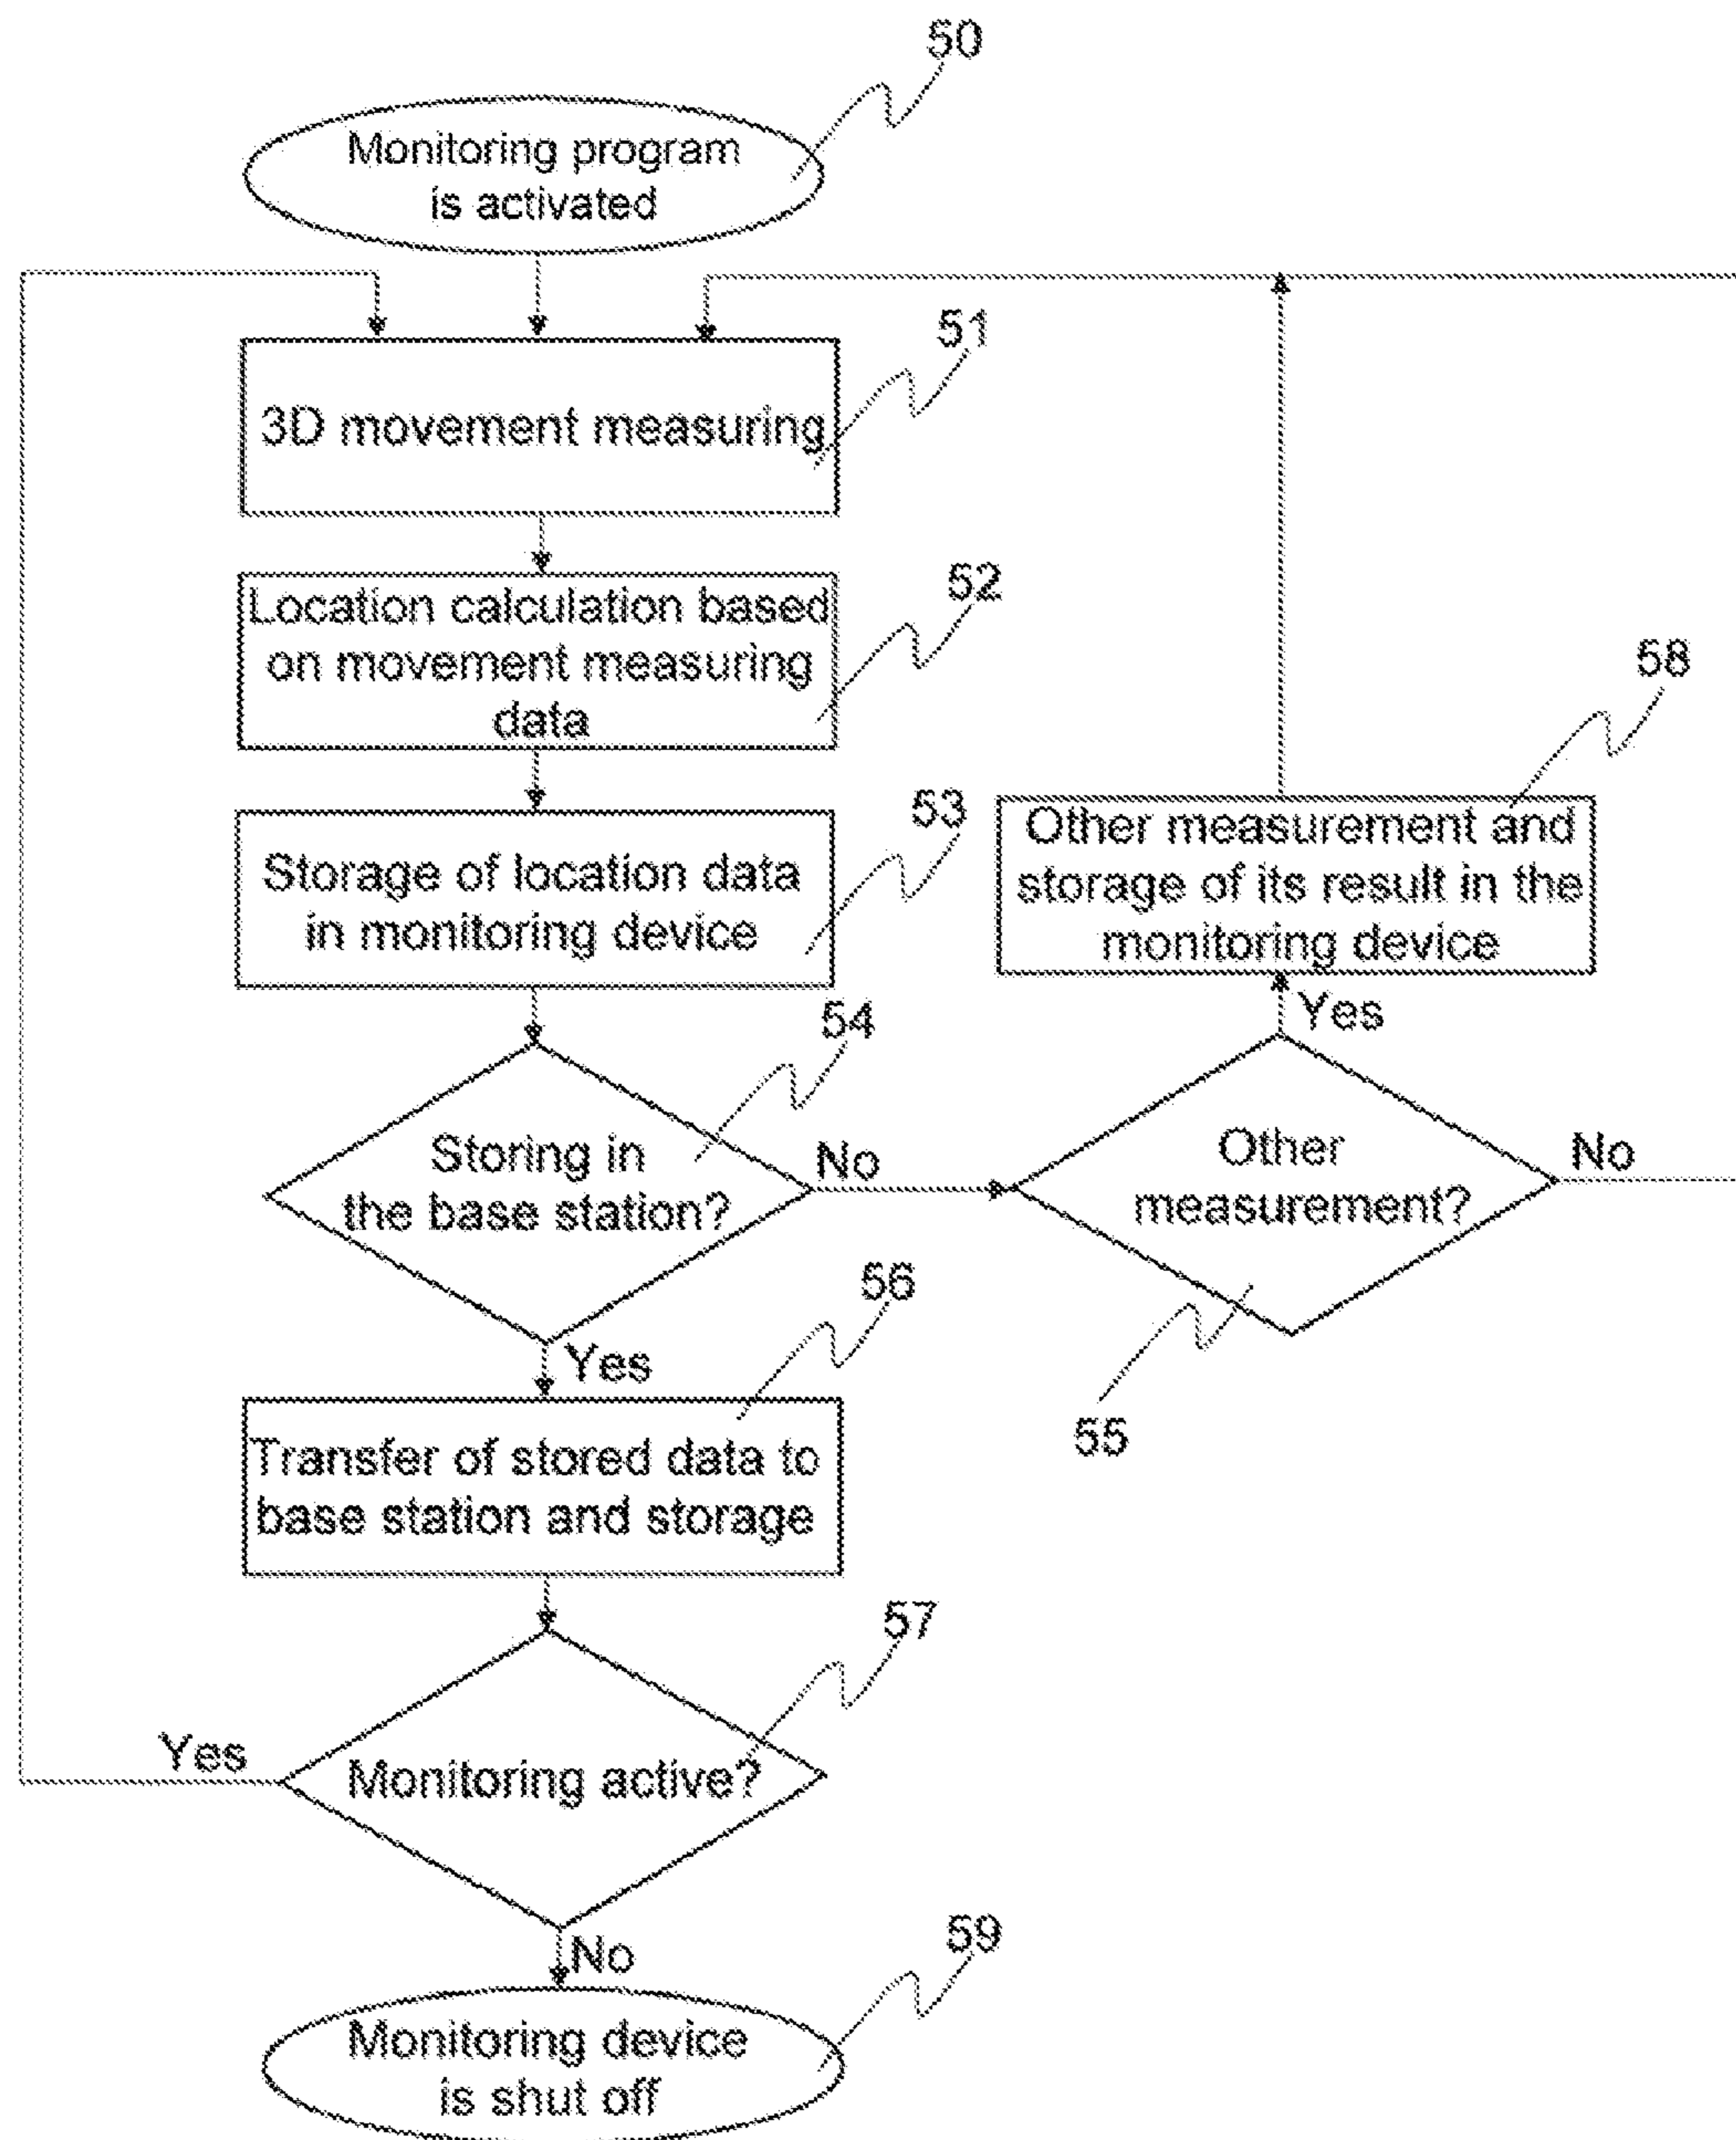 50
Monitoring program
is activated
51
3D movement measuring
52
Location calculation based
on movement measuring
data
53
Storage of location data
in monitoring device
58
Other measurement and
storage of its result in the
monitoring device
Yes
54
Storing in
the base station?
No
Other
measurement?
No
55
Yes
56
Transfer of stored data to
base station and storage
57
Monitoring active?
Yes
No
59
Monitoring device
is shut off